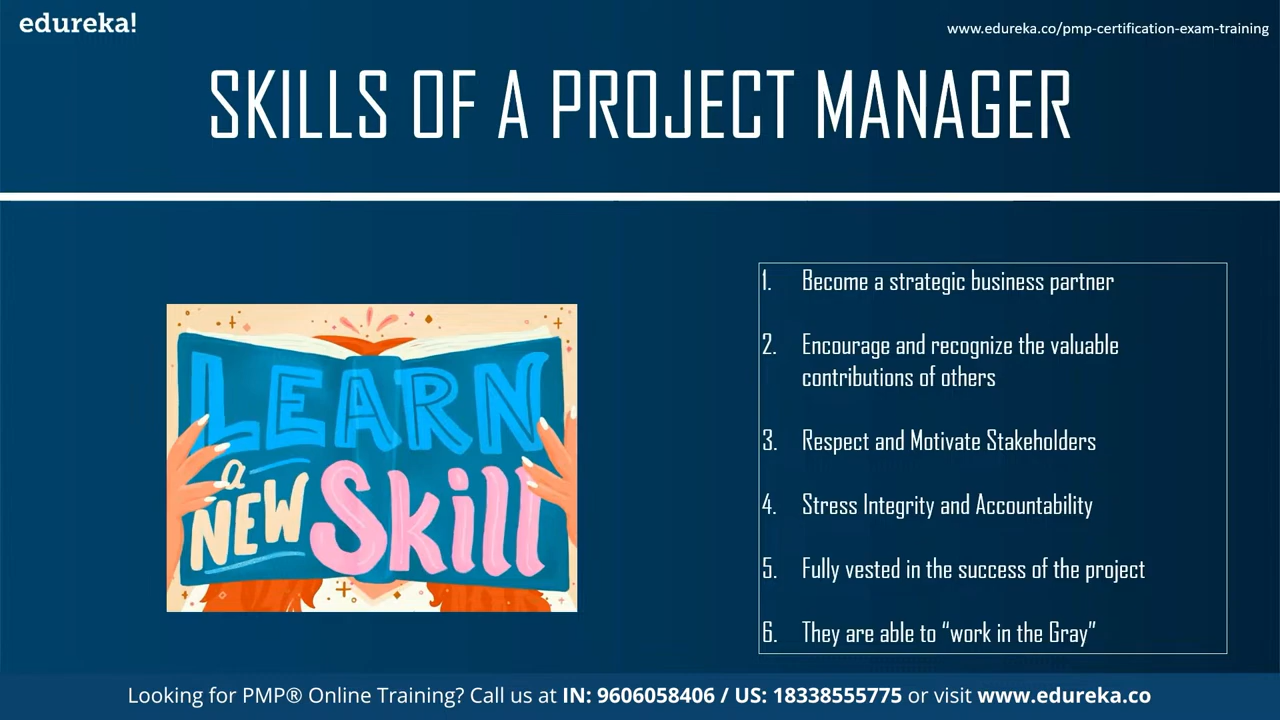 edureka!
www.edureka.co/pmp-certification-exam-training
SKILLS OF A PROJECT MANAGER
LEARN
a
NEW Skill
1. Become a strategic business partner
2. Encourage and recognize the valuable
contributions of others
3. Respect and Motivate Stakeholders
4. Stress Integrity and Accountability
5. Fully vested in the success of the project
6. They are able to “work in the Gray”
Looking for PMP® Online Training? Call us at IN: 9606058406 / US: 18338555775 or visit www.edureka.co